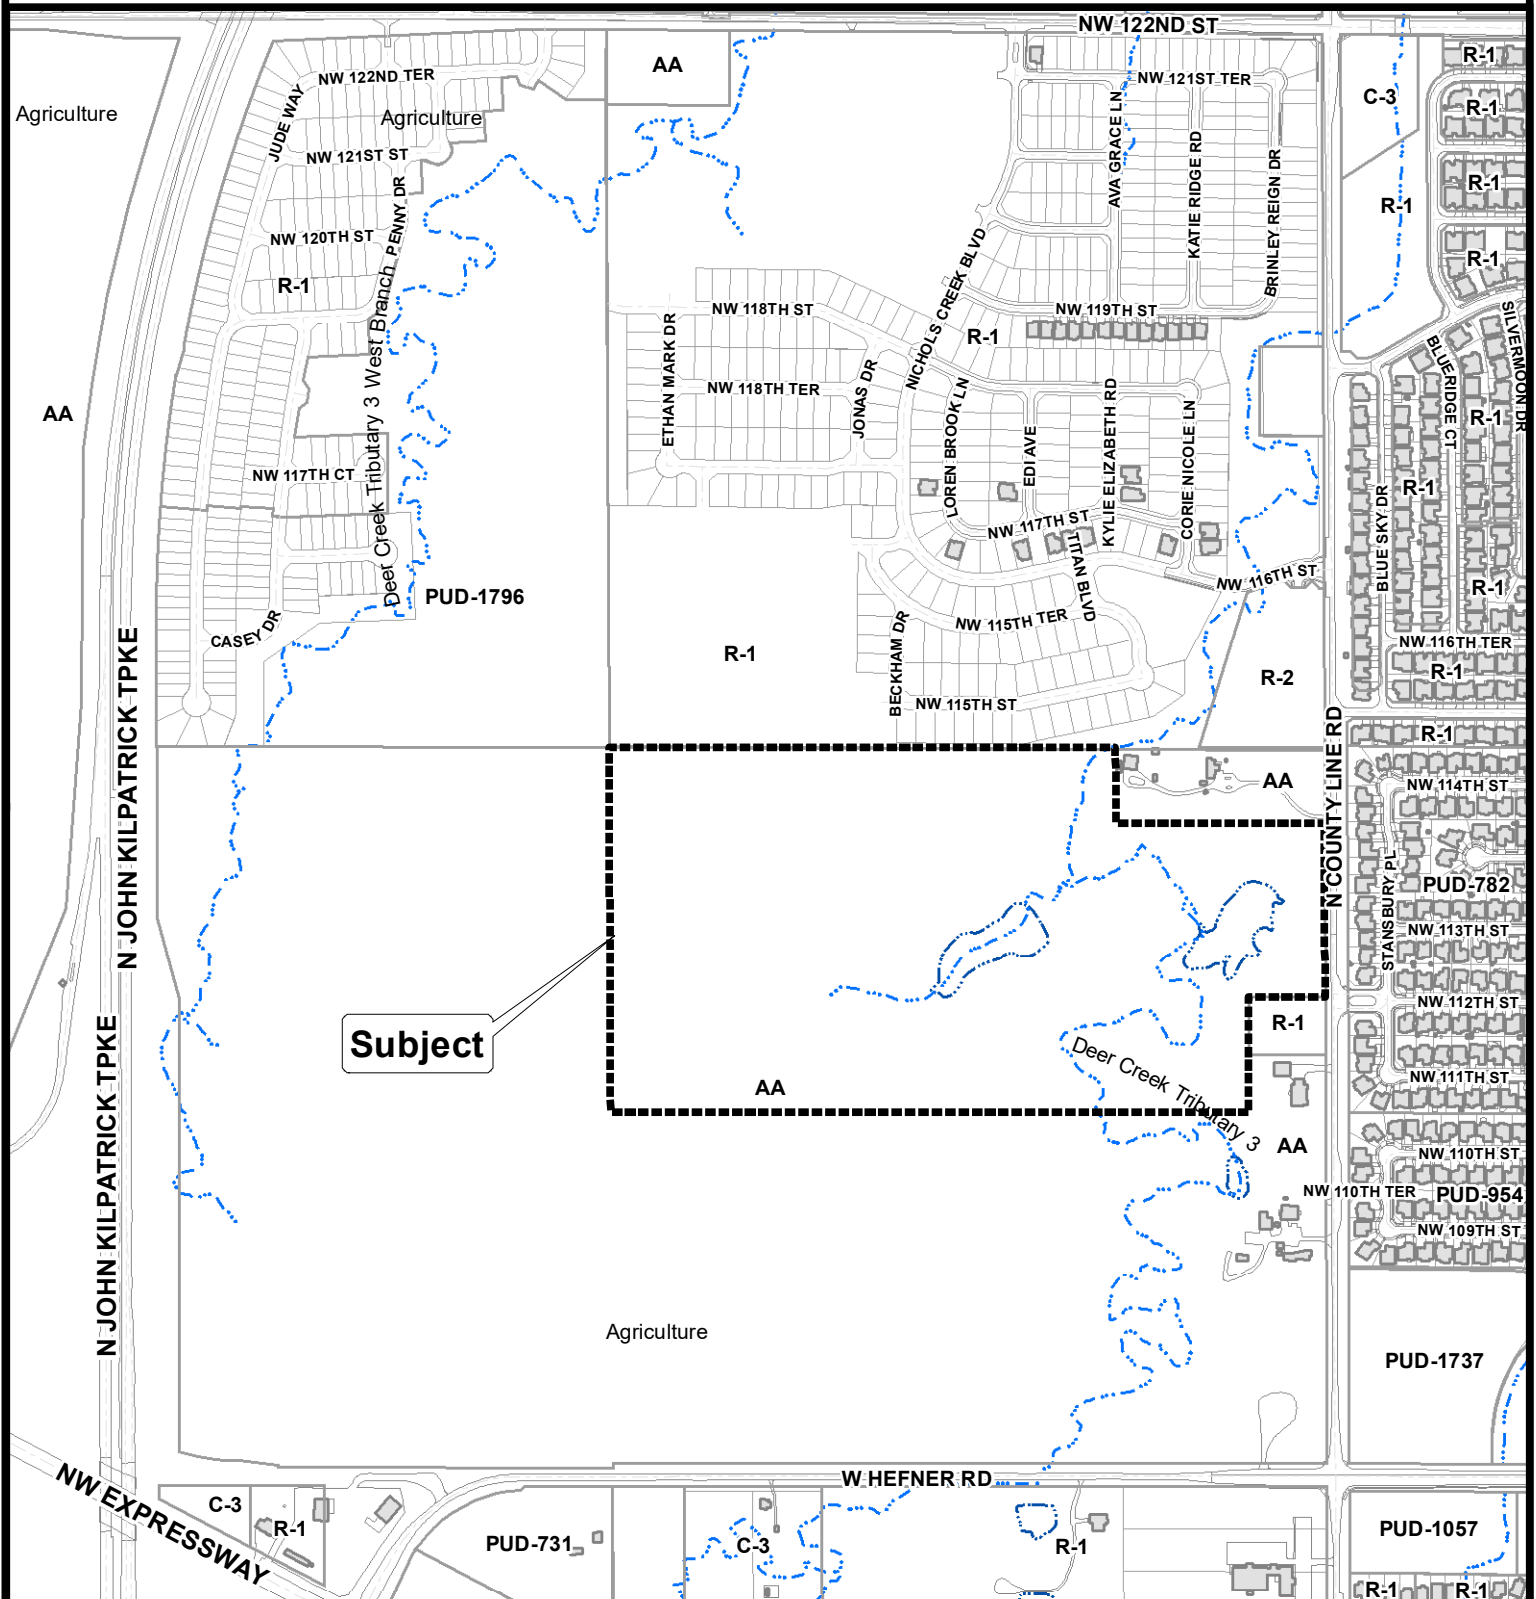 NW 122ND ST
AA
R-1
NW 122ND TER
NW 121ST TER
C-3
Agriculture
JUDE WAY
Agriculture
AVA GRACE LN
R-1
NW 121ST ST
KATIE RIDGE RD
BRINLEY REIGN DR
R-1
PENNY DR
R-1
NW 120TH ST
R-1
R-1
Deer Creek Tributary 3 West Branch
NICHOLS CREEK BLVD
NW 118TH ST
NW 119TH ST
SILVERMOON DR
ETHAN MARK DR
R-1
BLUERIDGE CT
NW 118TH TER
JONAS DR
LOREN BROOK LN
KYLIE ELIZABETH RD
AA
R-1
EDI AVE
CORIE NICOLE LN
NW 117TH CT
R-1
BLUE SKY DR
NW 117TH ST
TITAN BLVD
NW 116TH ST
R-1
PUD-1796
CASEY DR
NW 115TH TER
NW 116TH TER
BECKHAM DR
R-1
R-2
R-1
NW 115TH ST
R-1
N JOHN KILPATRICK TPKE
N COUNTY LINE RD
AA
NW 114TH ST
STANSBURY PL
PUD-782
NW 113TH ST
NW 112TH ST
R-1
Subject
Deer Creek Tributary 3
NW 111TH ST
AA
N JOHN KILPATRICK TPKE
AA
NW 110TH ST
NW 110TH TER
PUD-954
NW 109TH ST
Agriculture
PUD-1737
W HEFNER RD
NW EXPRESSWAY
C-3
R-1
PUD-731
C-3
R-1
PUD-1057
R-1
R-1